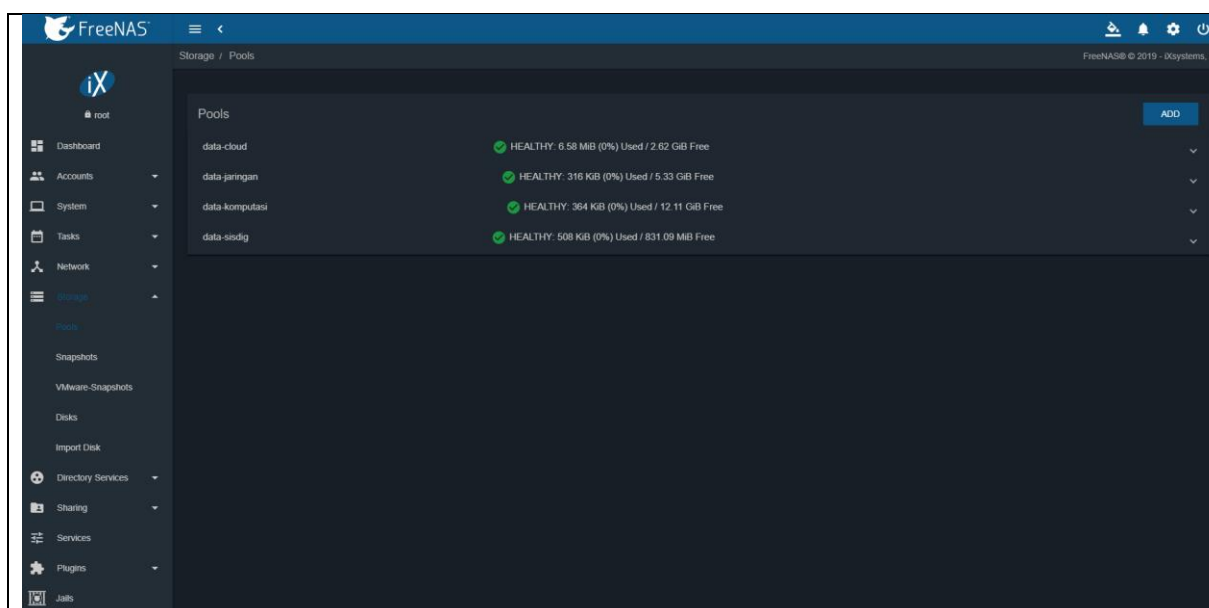 FreeNAS®
Storage / Pools
FreeNAS® © 2019 - iXsystems,
iX
root
Pools
ADD
Dashboard
data-cloud
HEALTHY: 6.58 MiB (0%) Used / 2.62 GiB Free
Accounts
data-jaringan
HEALTHY: 316 KiB (0%) Used / 5.33 GiB Free
System
data-komputasi
HEALTHY: 364 KiB (0%) Used / 12.11 GiB Free
Tasks
data-sisdig
HEALTHY: 508 KiB (0%) Used / 831.09 MiB Free
Network
Storage
Pools
Snapshots
VMware-Snapshots
Disks
Import Disk
Directory Services
Sharing
Services
Plugins
Jails